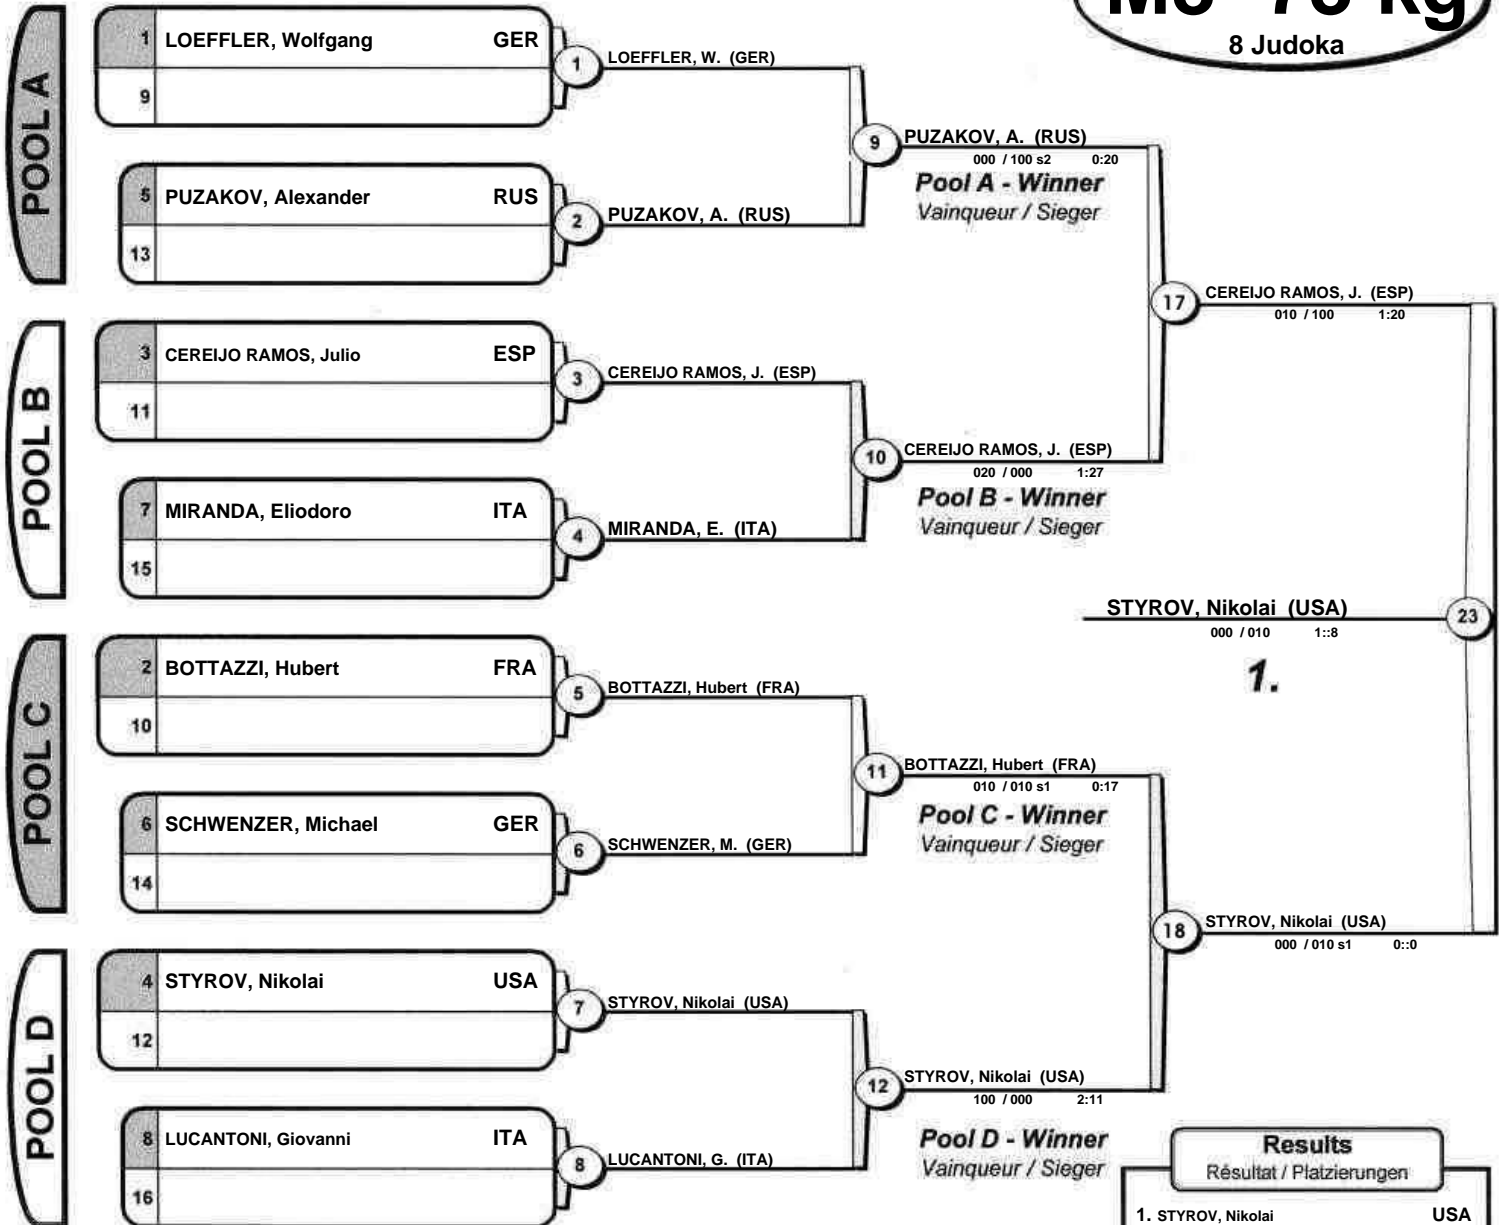 M8 -73 kg
8 Judoka
POOL A
1 LOEFFLER, Wolfgang GER
9
5 PUZAKOV, Alexander RUS
13
1 LOEFFLER, W. (GER)
2 PUZAKOV, A. (RUS)
9 PUZAKOV, A. (RUS)
000 / 100 s2 0:20
Pool A - Winner
Vainqueur / Sieger
POOL B
3 CEREIJO RAMOS, Julio ESP
11
7 MIRANDA, Eliodoro ITA
15
3 CEREIJO RAMOS, J. (ESP)
4 MIRANDA, E. (ITA)
10 CEREIJO RAMOS, J. (ESP)
020 / 000 1:27
Pool B - Winner
Vainqueur / Sieger
17 CEREIJO RAMOS, J. (ESP)
010 / 100 1:20
STYROV, Nikolai (USA) 23
000 / 010 1::8
1.
POOL C
2 BOTTAZZI, Hubert FRA
10
6 SCHWENZER, Michael GER
14
5 BOTTAZZI, Hubert (FRA)
6 SCHWENZER, M. (GER)
11 BOTTAZZI, Hubert (FRA)
010 / 010 s1 0:17
Pool C - Winner
Vainqueur / Sieger
18 STYROV, Nikolai (USA)
000 / 010 s1 0::0
POOL D
4 STYROV, Nikolai USA
12
8 LUCANTONI, Giovanni ITA
16
7 STYROV, Nikolai (USA)
8 LUCANTONI, G. (ITA)
12 STYROV, Nikolai (USA)
100 / 000 2:11
Pool D - Winner
Vainqueur / Sieger
Results
Résultat / Platzierungen
1. STYROV, Nikolai USA